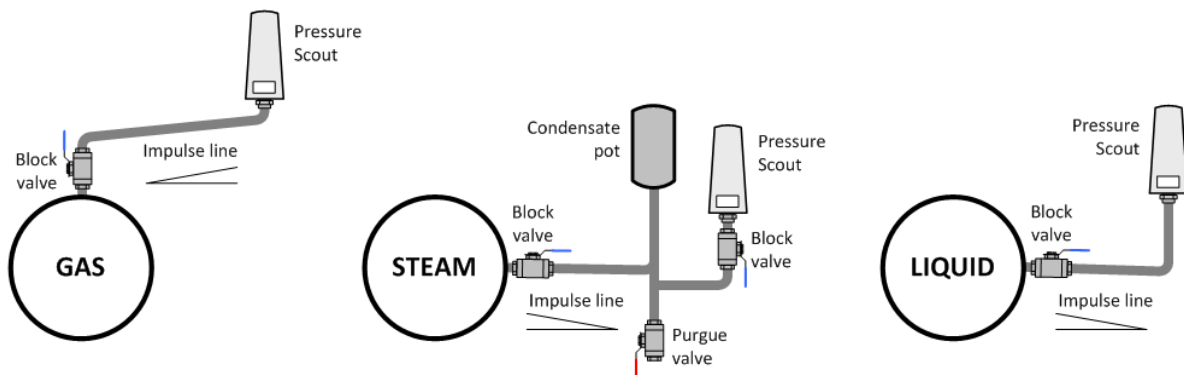 Pressure
Scout
Block
valve
Impulse line
GAS
Condensate
pot
Pressure
Scout
Block
valve
Block
valve
STEAM
Impulse line
Purgue
valve
Pressure
Scout
Block
valve
LIQUID
Impulse line